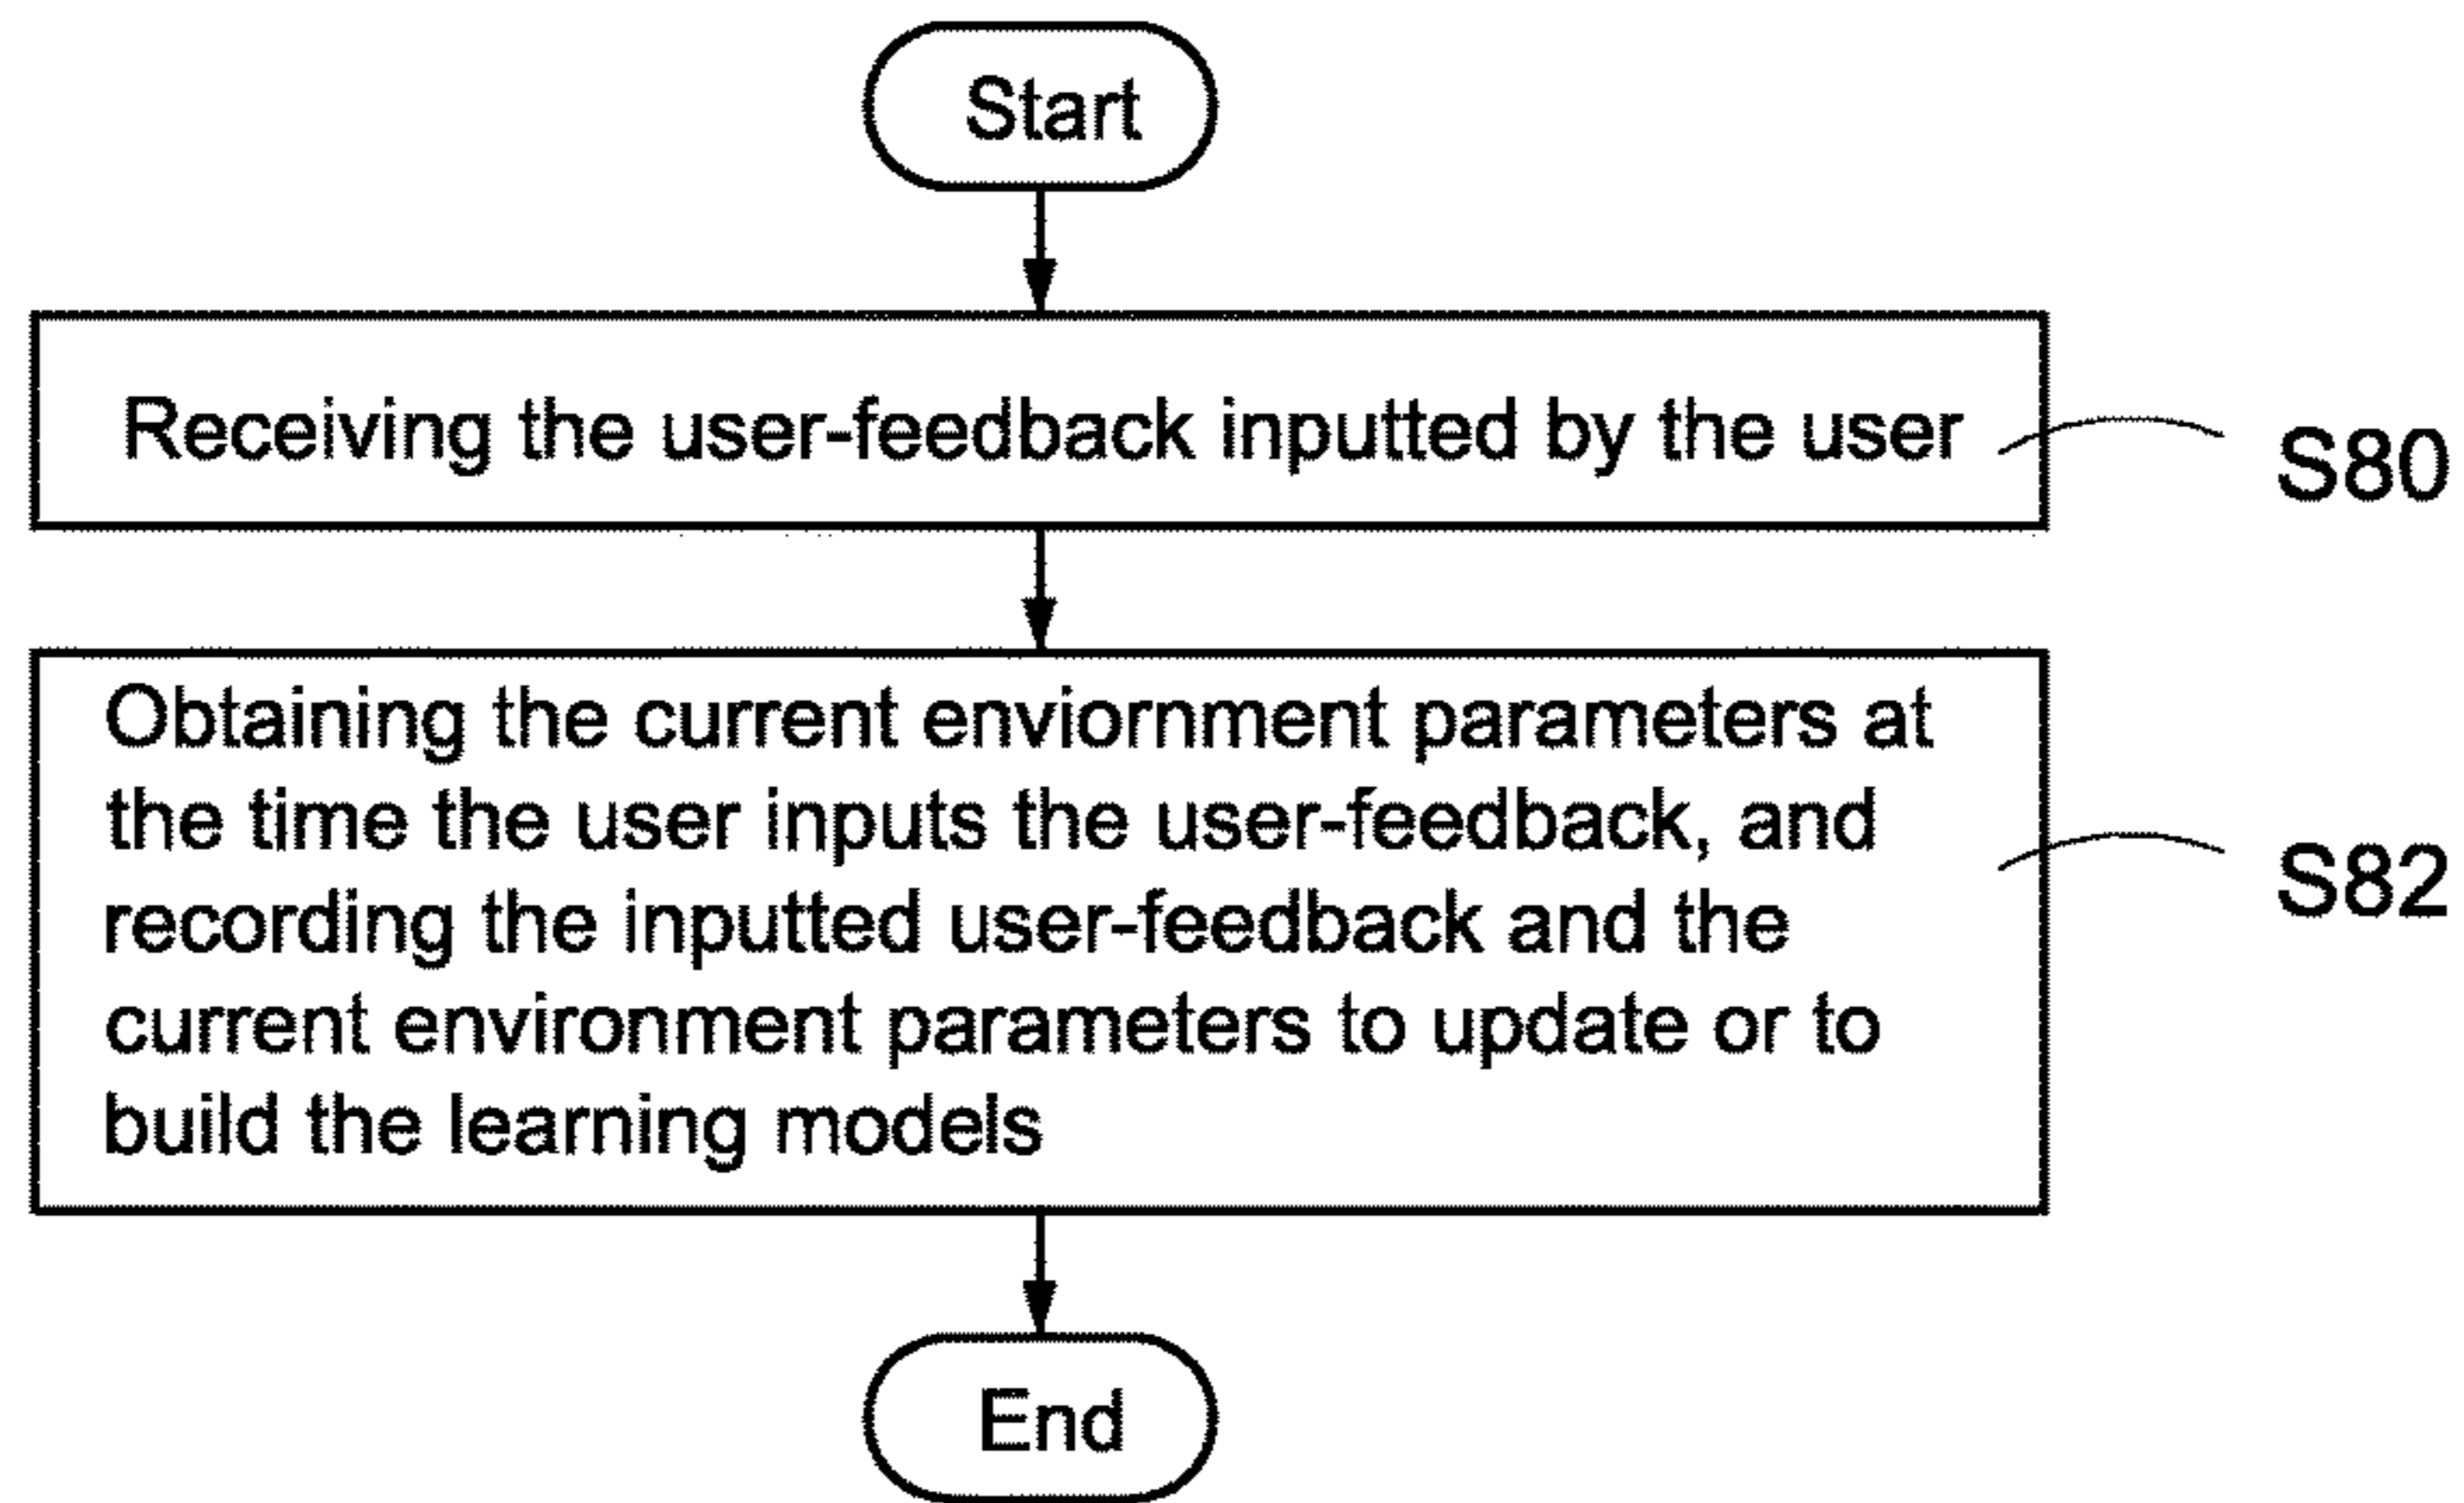 Start
Receiving the user-feedback inputted by the user
S80
Obtaining the current enviornment parameters at
the time the user inputs the user-feedback, and
recording the inputted user-feedback and the
current environment parameters to update or to
build the learning models
S82
End